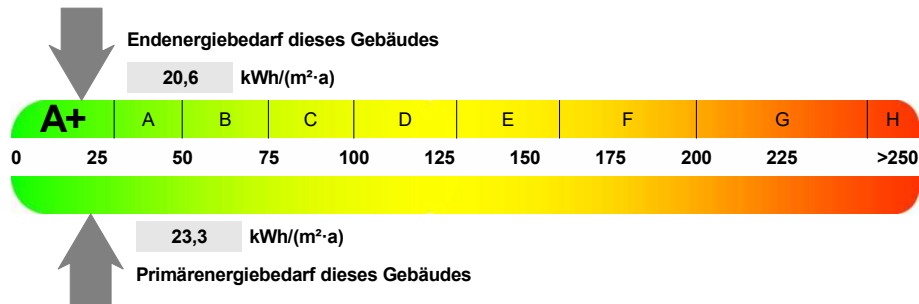 Endenergiebedarf dieses Gebäudes
20,6 kWh/(m²·a)
A+ A B C D E F G H
0 25 50 75 100 125 150 175 200 225 >250
23,3 kWh/(m²·a)
Primärenergiebedarf dieses Gebäudes